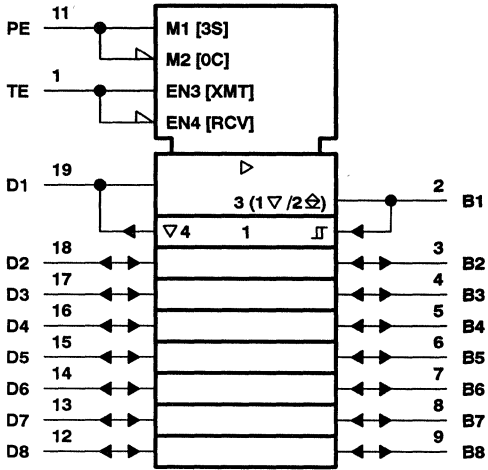 PE 11 M1 [3S]
M2 [0C]
TE 1 EN3 [XMT]
EN4 [RCV]
D1 19 ▷
3 (1 ▽ /2 ⎒) 2 B1
▽ 4 1
D2 18 3 B2
D3 17 4 B3
D4 16 5 B4
D5 15 6 B5
D6 14 7 B6
D7 13 8 B7
D8 12 9 B8